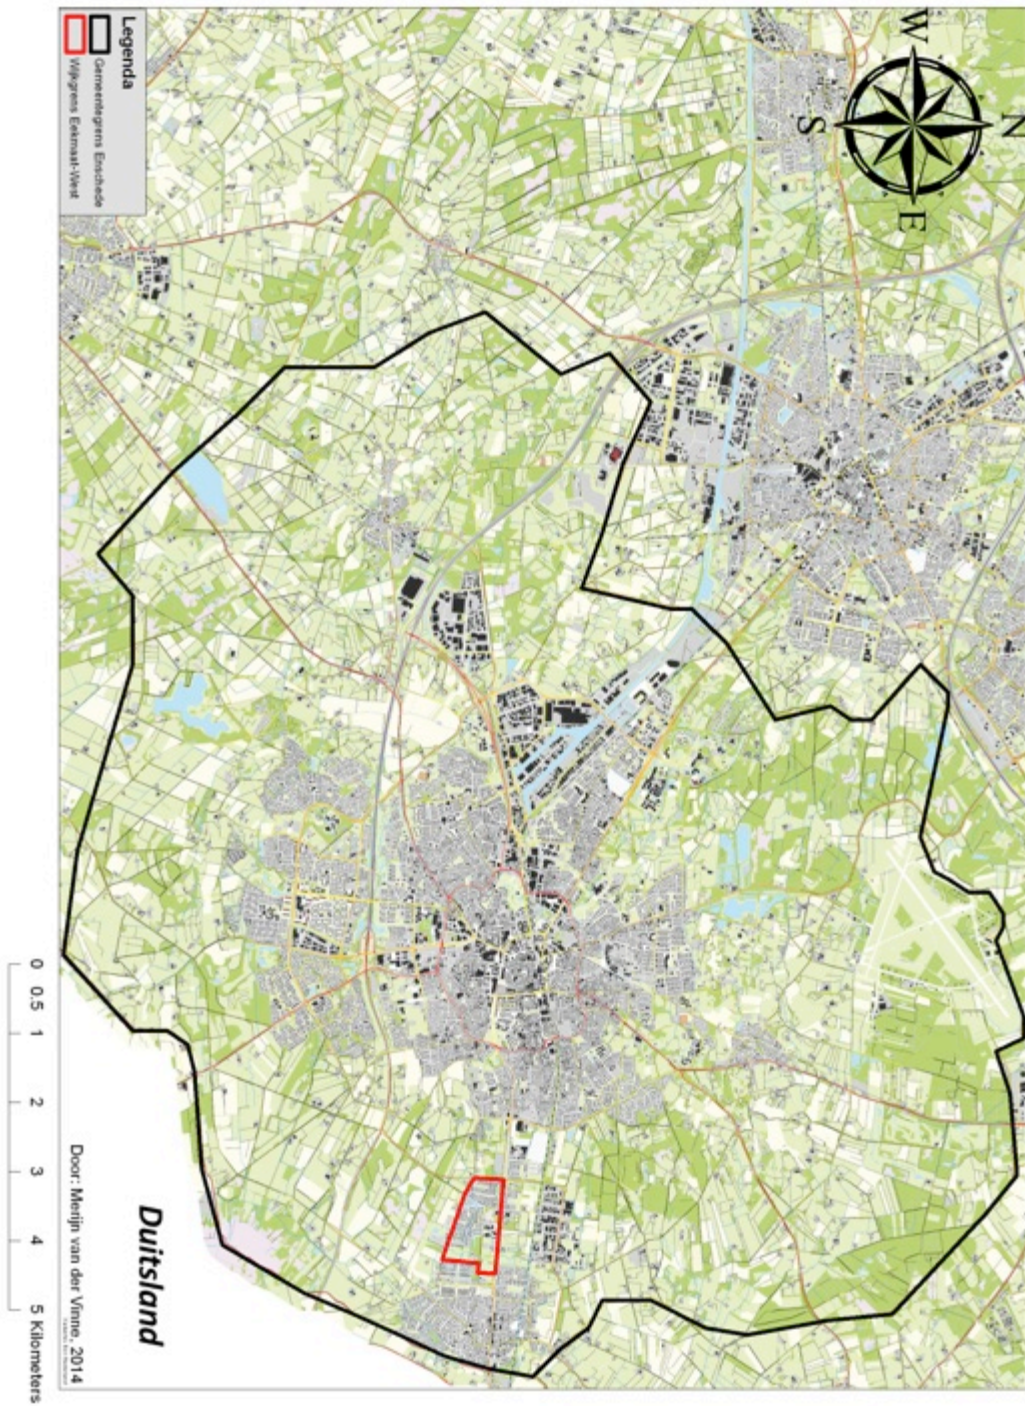 N
W
E
S
Legenda
Gemeentegrens Enschede
Wijkgrens Eekmaat-West
Duitsland
Door: Merijn van der Vinne, 2014
0 0.5 1 2 3 4 5 Kilometers